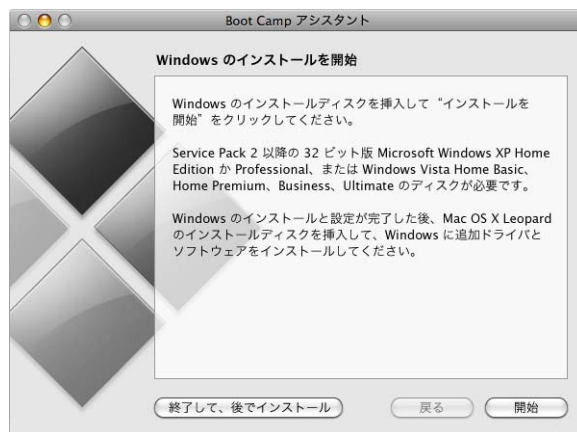 Boot Camp アシスタント
Windows のインストールを開始
Windows のインストールディスクを挿入して“インストールを
開始”をクリックしてください。
Service Pack 2 以降の 32 ビット版 Microsoft Windows XP Home
Edition か Professional、または Windows Vista Home Basic、
Home Premium、Business、Ultimate のディスクが必要です。
Windows のインストールと設定が完了した後、Mac OS X Leopard
のインストールディスクを挿入して、Windows に追加ドライバと
ソフトウェアをインストールしてください。
終了して、後でインストール
戻る
開始